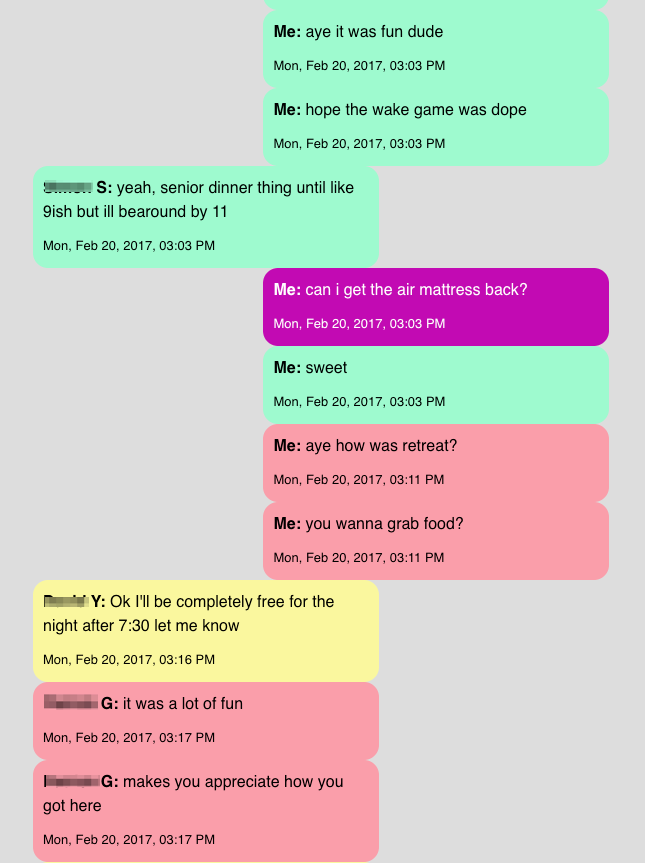 Me: aye it was fun dude
Mon, Feb 20, 2017, 03:03 PM
Me: hope the wake game was dope
Mon, Feb 20, 2017, 03:03 PM
S: yeah, senior dinner thing until like
9ish but ill bearound by 11
Mon, Feb 20, 2017, 03:03 PM
Me: can i get the air mattress back?
Mon, Feb 20, 2017, 03:03 PM
Me: sweet
Mon, Feb 20, 2017, 03:03 PM
Me: aye how was retreat?
Mon, Feb 20, 2017, 03:11 PM
Me: you wanna grab food?
Mon, Feb 20, 2017, 03:11 PM
Y: Ok I'll be completely free for the
night after 7:30 let me know
Mon, Feb 20, 2017, 03:16 PM
G: it was a lot of fun
Mon, Feb 20, 2017, 03:17 PM
G: makes you appreciate how you
got here
Mon, Feb 20, 2017, 03:17 PM